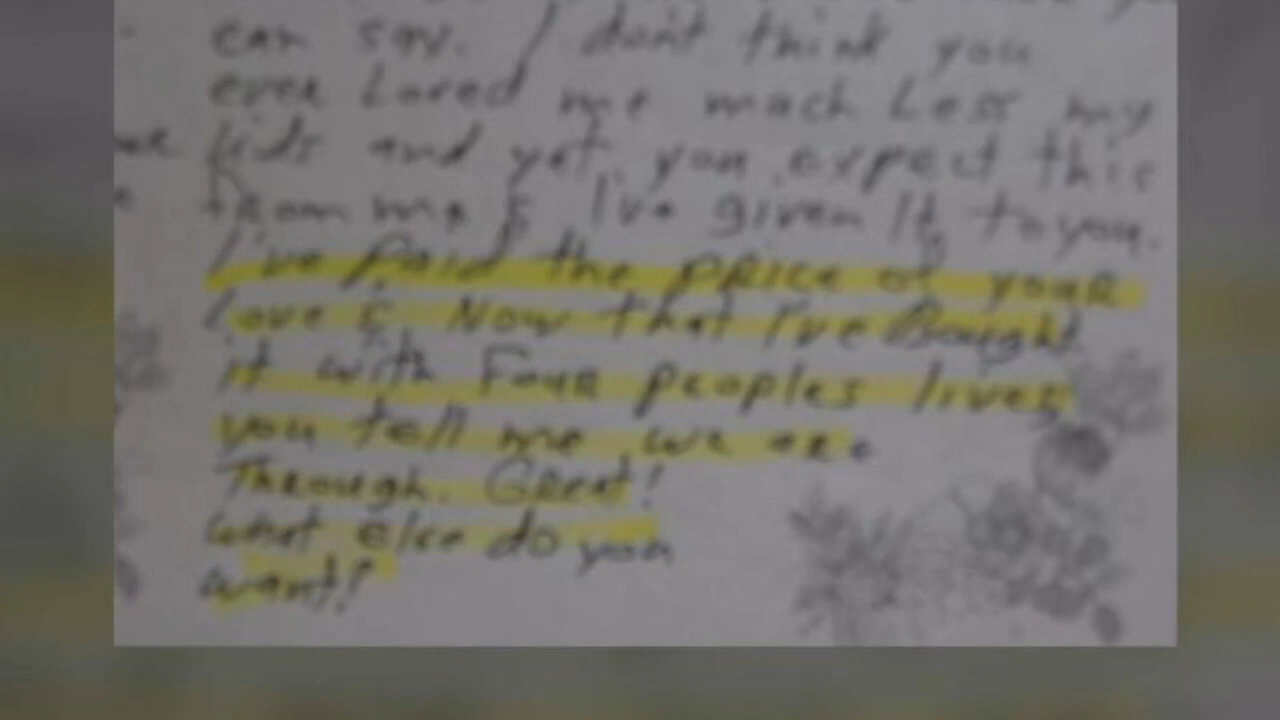 can say. I don't think you
ever Loved me much Less my
kids and yet you expect this
from me & I've given it to you.
I've paid the price of your
Love & Now that I've Bought
it with Four peoples lives
you tell me we are
Through. Great!
what else do you
want!